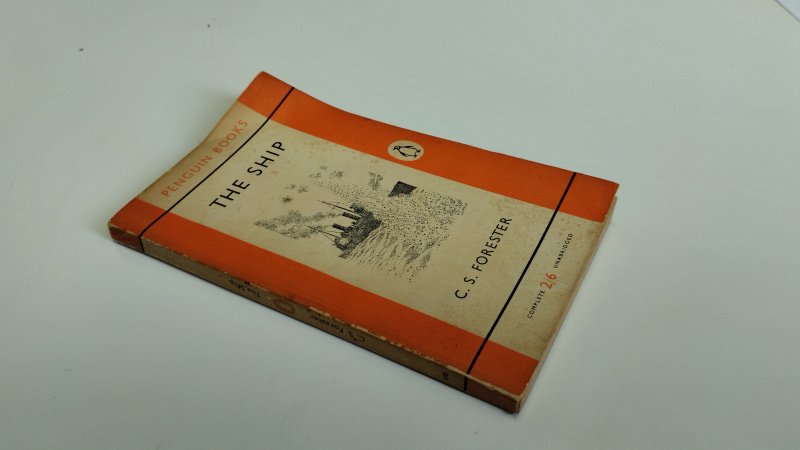 PENGUIN BOOKS
THE SHIP
C. S. FORESTER
COMPLETE 2/6 UNABRIDGED
The Ship
C. S. Forester